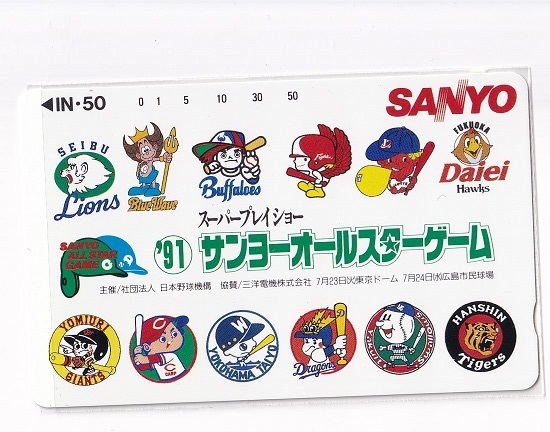 ◀IN・50
0 1 5 10 30 50
SANYO
SEIBU
Lions
BlueWave
Buffaloes
Fighters
FUKUOKA
Daiei
Hawks
スーパープレイショー
SANYO
ALL STAR
GAME
'91 サンヨーオールスターゲーム
主催/社団法人 日本野球機構 協賛/三洋電機株式会社 7月23日(火)東京ドーム 7月24日(水)広島市民球場
YOMIURI
GIANTS
C
CARP
W
YOKOHAMA TAIYO
Dragons
Yakult
Swallows
HANSHIN
Tigers